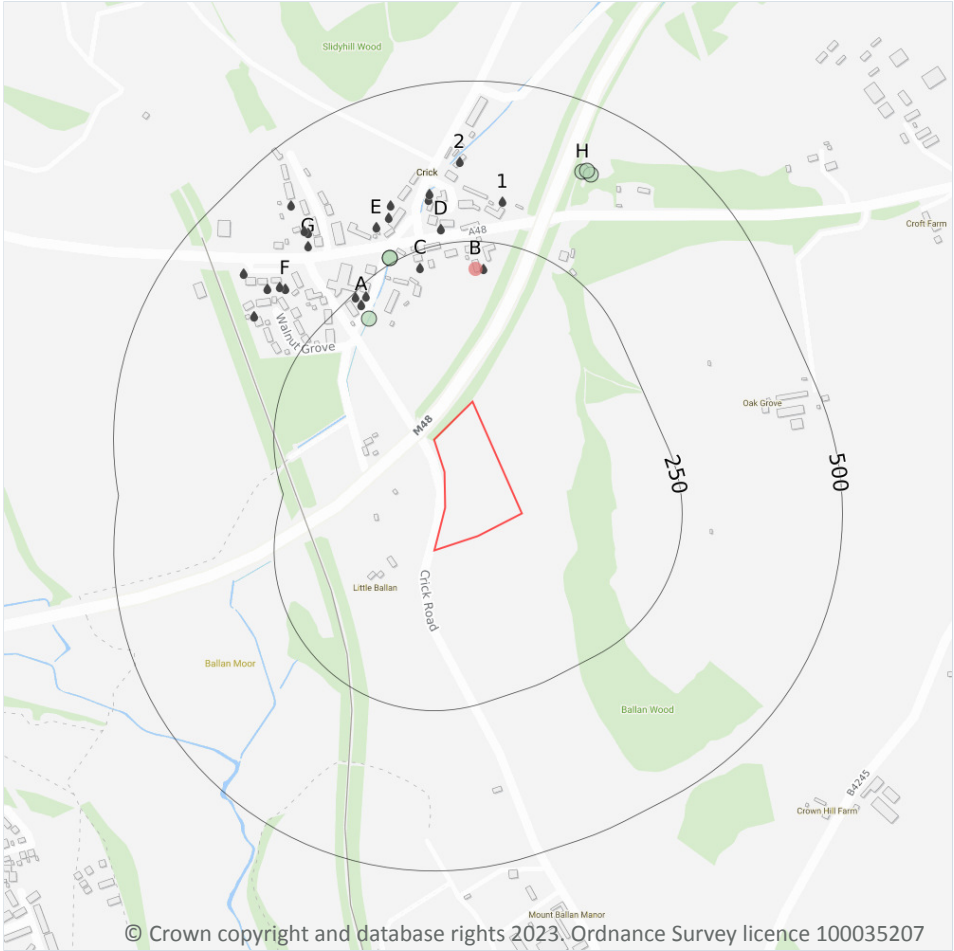 Slidyhill Wood
2
H
Crick
1
E
D
G
A48
Croft Farm
C
B
F
A
Walnut Grove
Oak Grove
M48
250
500
Little Ballan
Crick Road
Ballan Moor
Ballan Wood
B4245
Crown Hill Farm
Mount Ballan Manor
© Crown copyright and database rights 2023. Ordnance Survey licence 100035207